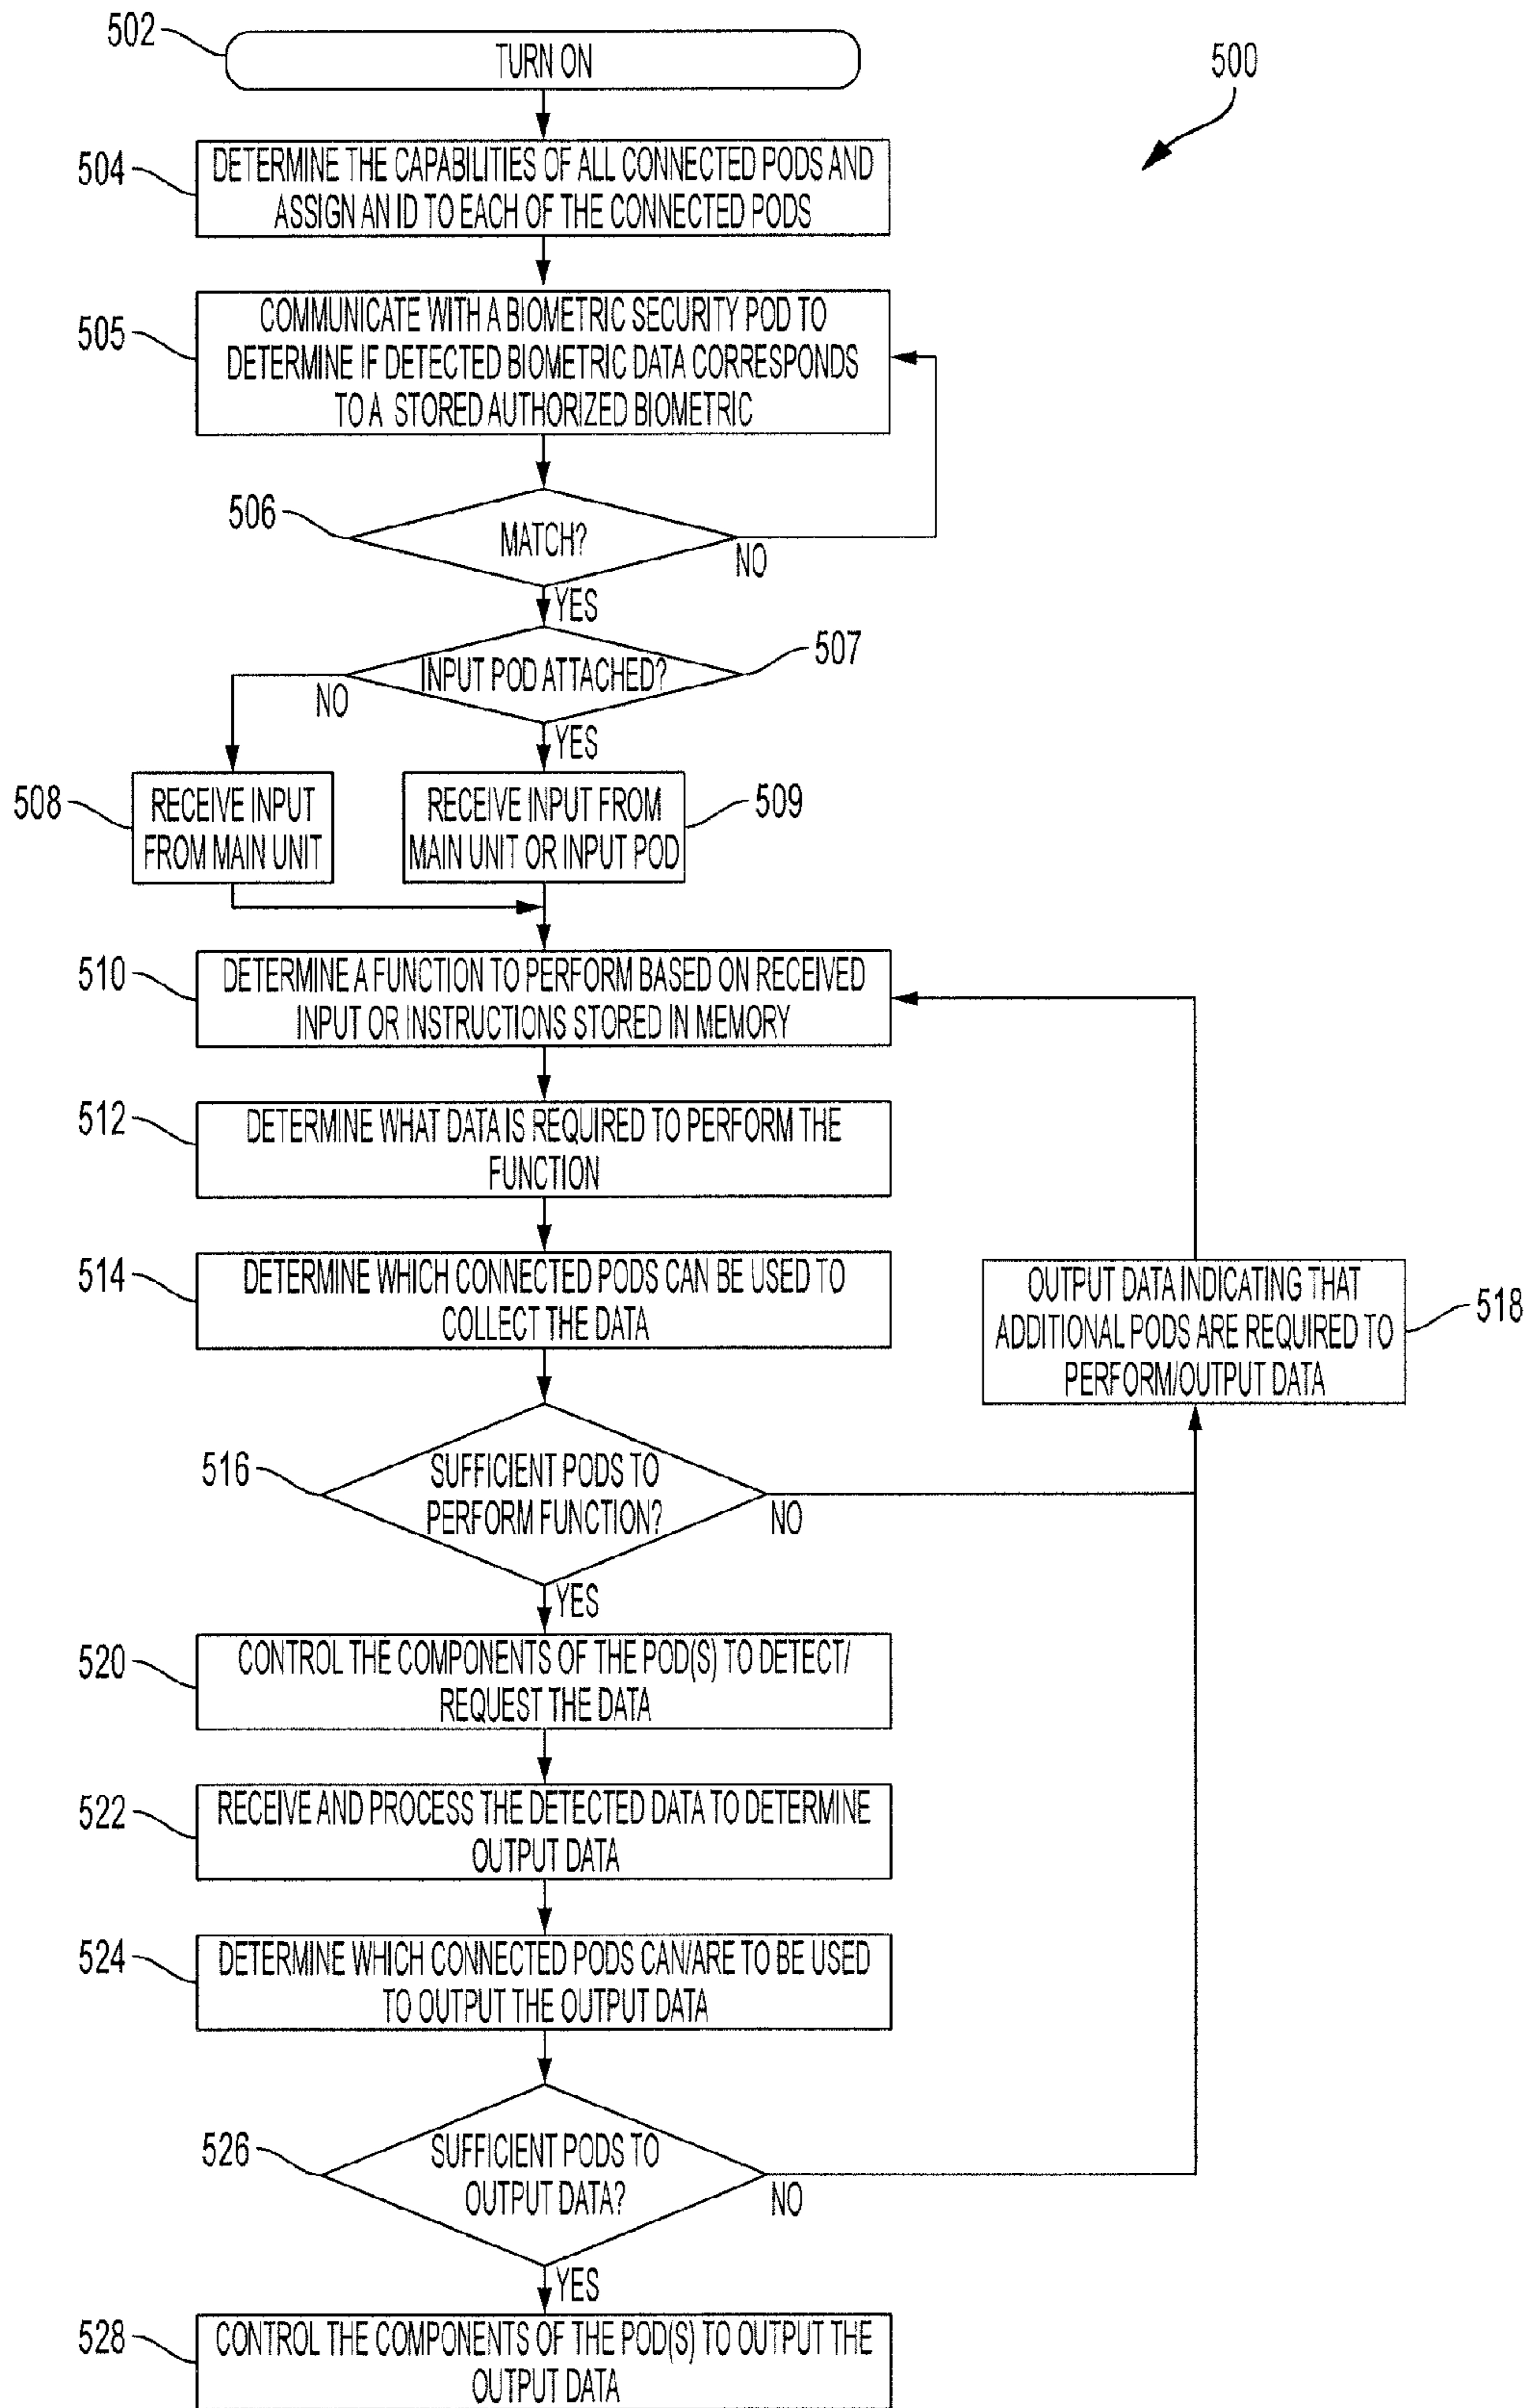 502
TURN ON
500
504
DETERMINE THE CAPABILITIES OF ALL CONNECTED PODS AND
ASSIGN AN ID TO EACH OF THE CONNECTED PODS
505
COMMUNICATE WITH A BIOMETRIC SECURITY POD TO
DETERMINE IF DETECTED BIOMETRIC DATA CORRESPONDS
TO A STORED AUTHORIZED BIOMETRIC
506
MATCH?
NO
YES
507
INPUT POD ATTACHED?
NO
YES
508
RECEIVE INPUT
FROM MAIN UNIT
RECEIVE INPUT FROM
MAIN UNIT OR INPUT POD
509
510
DETERMINE A FUNCTION TO PERFORM BASED ON RECEIVED
INPUT OR INSTRUCTIONS STORED IN MEMORY
512
DETERMINE WHAT DATA IS REQUIRED TO PERFORM THE
FUNCTION
514
DETERMINE WHICH CONNECTED PODS CAN BE USED TO
COLLECT THE DATA
OUTPUT DATA INDICATING THAT
ADDITIONAL PODS ARE REQUIRED TO
PERFORM/OUTPUT DATA
518
516
SUFFICIENT PODS TO
PERFORM FUNCTION?
NO
YES
520
CONTROL THE COMPONENTS OF THE POD(S) TO DETECT/
REQUEST THE DATA
522
RECEIVE AND PROCESS THE DETECTED DATA TO DETERMINE
OUTPUT DATA
524
DETERMINE WHICH CONNECTED PODS CAN/ARE TO BE USED
TO OUTPUT THE OUTPUT DATA
526
SUFFICIENT PODS TO
OUTPUT DATA?
NO
YES
528
CONTROL THE COMPONENTS OF THE POD(S) TO OUTPUT THE
OUTPUT DATA